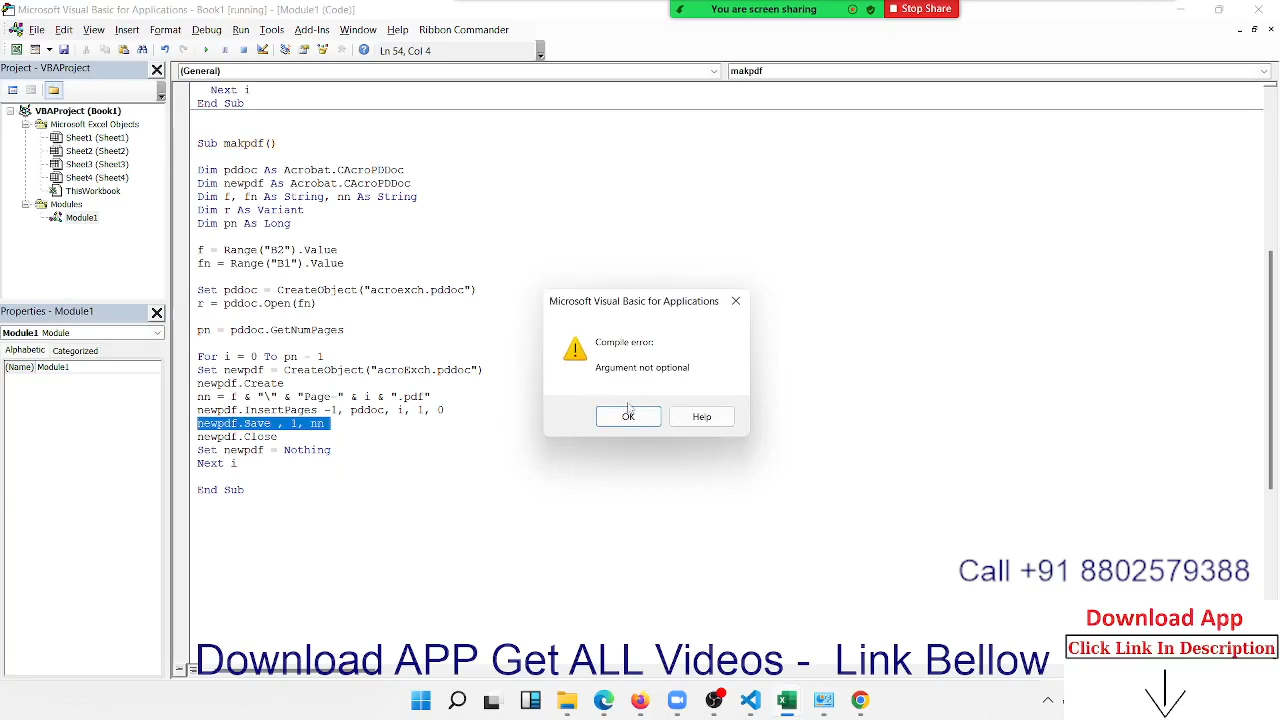 Microsoft Visual Basic for Applications - Book1 [running] - [Module1 (Code)]
You are screen sharing
Stop Share
File Edit View Insert Format Debug Run Tools Add-Ins Window Help Ribbon Commander
Ln 54, Col 4
Project - VBAProject
(General)
makpdf
VBAProject (Book1)
Microsoft Excel Objects
Sheet1 (Sheet1)
Sheet2 (Sheet2)
Sheet3 (Sheet3)
Sheet4 (Sheet4)
ThisWorkbook
Modules
Module1
Properties - Module1
Module1 Module
Alphabetic Categorized
(Name) Module1
Next i
End Sub
Sub makpdf()
Dim pddoc As Acrobat.CAcroPDDoc
Dim newpdf As Acrobat.CAcroPDDoc
Dim f, fn As String, nn As String
Dim r As Variant
Dim pn As Long
f = Range("B2").Value
fn = Range("B1").Value
Set pddoc = CreateObject("acroexch.pddoc")
r = pddoc.Open(fn)
pn = pddoc.GetNumPages
For i = 0 To pn - 1
Set newpdf = CreateObject("acroExch.pddoc")
newpdf.Create
nn = f & "\" & "Page-" & i & ".pdf"
newpdf.InsertPages -1, pddoc, i, 1, 0
newpdf.Save , 1, nn
newpdf.Close
Set newpdf = Nothing
Next i
End Sub
Microsoft Visual Basic for Applications
Compile error:
Argument not optional
OK
Help
Call +91 8802579388
Download App
Click Link In Description
Download APP Get ALL Videos - Link Bellow